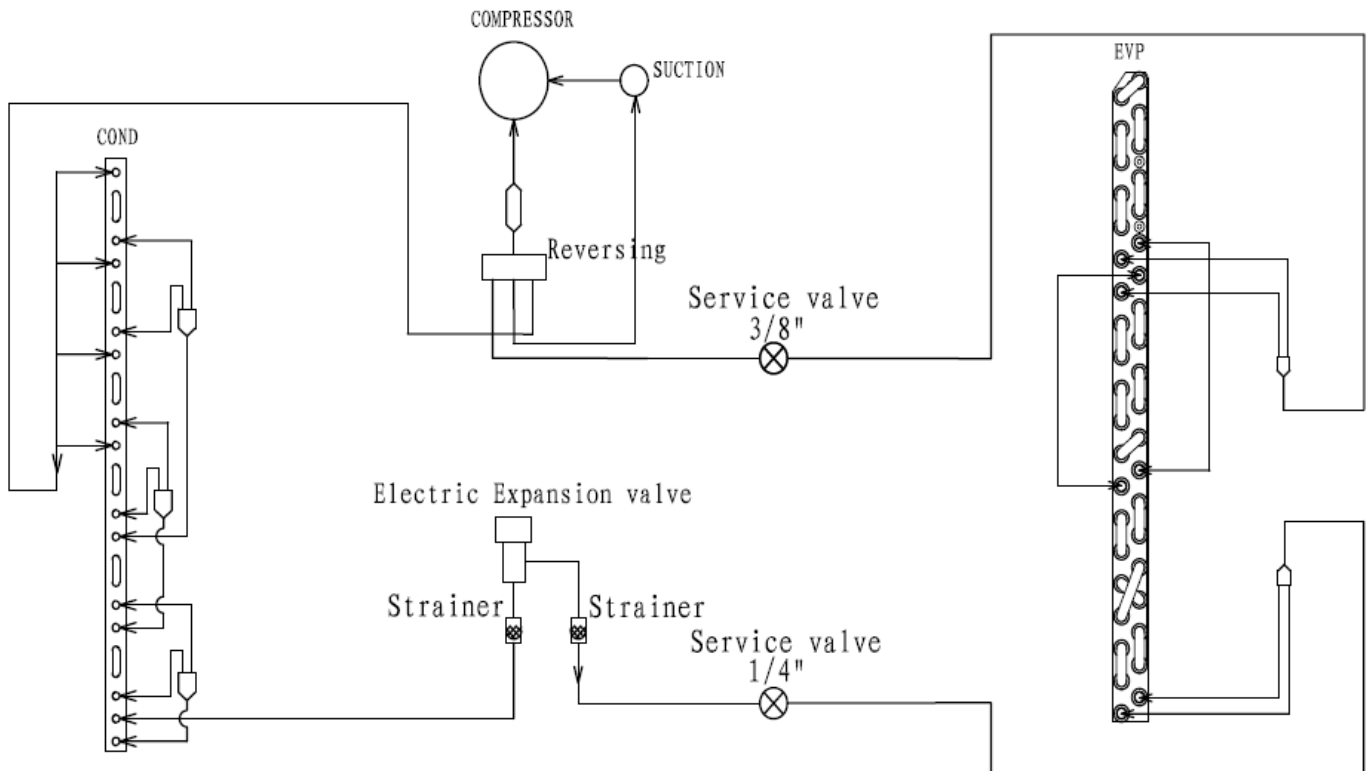 COMPRESSOR
SUCTION
EVP
COND
Reversing
Service valve
3/8"
Electric Expansion valve
Strainer
Strainer
Service valve
1/4"